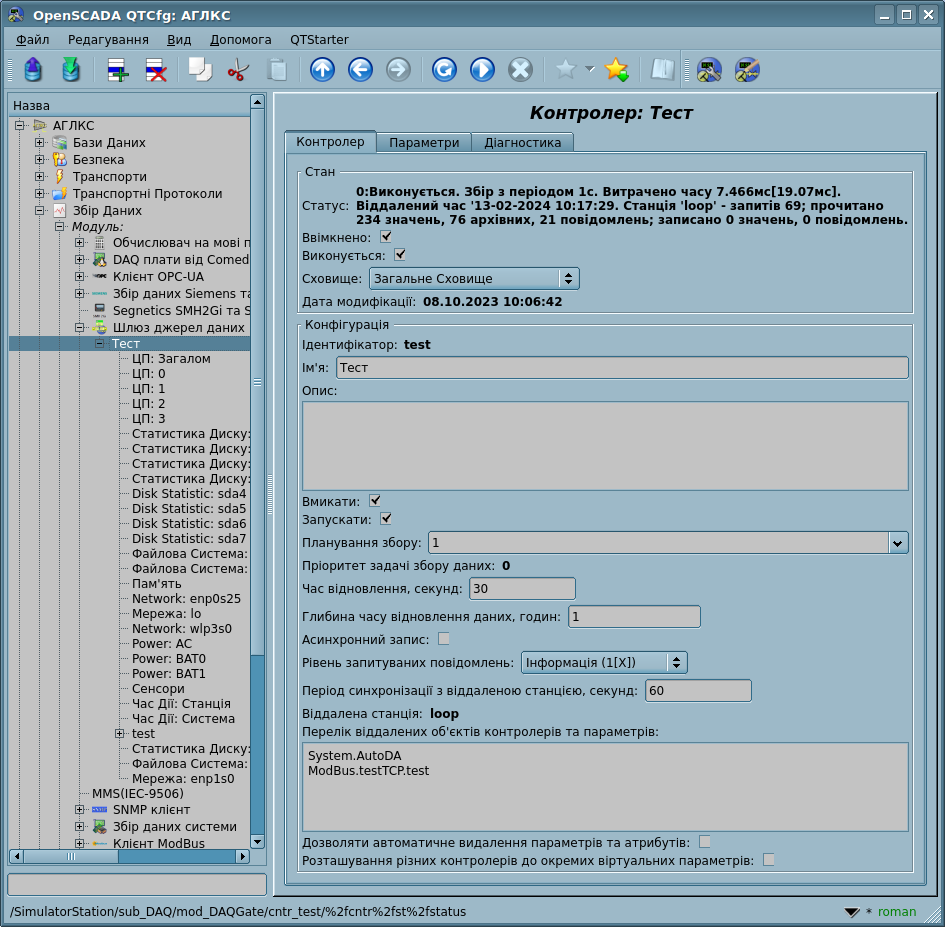 OpenSCADA QTCfg: АГЛКС
Файл Редагування Вид Допомога QTStarter
Назва
АГЛКС
Бази Даних
Безпека
Транспорти
Транспортні Протоколи
Збір Даних
Модуль:
Обчислювач на мові п
DAQ плати від Comed
Клієнт OPC-UA
Збір даних Siemens та
Segnetics SMH2Gi та S
Шлюз джерел даних
Тест
ЦП: Загалом
ЦП: 0
ЦП: 1
ЦП: 2
ЦП: 3
Статистика Диску:
Статистика Диску:
Статистика Диску:
Статистика Диску:
Disk Statistic: sda4
Disk Statistic: sda5
Disk Statistic: sda6
Disk Statistic: sda7
Файлова Система:
Файлова Система:
Пам'ять
Network: enp0s25
Мережа: lo
Network: wlp3s0
Power: AC
Power: BAT0
Power: BAT1
Сенсори
Час Дії: Станція
Час Дії: Система
test
Статистика Диску:
Файлова Система:
Мережа: enp1s0
MMS(IEC-9506)
SNMP клієнт
Збір даних системи
Клієнт ModBus
Контролер: Тест
Контролер Параметри Діагностика
Стан
Статус: 0:Виконується. Збір з періодом 1с. Витрачено часу 7.466мс[19.07мс].
Віддалений час '13-02-2024 10:17:29. Станція 'loop' - запитів 69; прочитано
234 значень, 76 архівних, 21 повідомлень; записано 0 значень, 0 повідомлень.
Ввімкнено:
Виконується:
Сховище: Загальне Сховище
Дата модифікації: 08.10.2023 10:06:42
Конфігурація
Ідентифікатор: test
Ім'я: Тест
Опис:
Вмикати:
Запускати:
Планування збору: 1
Пріоритет задачі збору даних: 0
Час відновлення, секунд: 30
Глибина часу відновлення даних, годин: 1
Асинхронний запис:
Рівень запитуваних повідомлень: Інформація (1[X])
Період синхронізації з віддаленою станцією, секунд: 60
Віддалена станція: loop
Перелік віддалених об'єктів контролерів та параметрів:
System.AutoDA
ModBus.testTCP.test
Дозволяти автоматичне видалення параметрів та атрибутів:
Розташування різних контролерів до окремих віртуальних параметрів:
/SimulatorStation/sub_DAQ/mod_DAQGate/cntr_test/%2fcntr%2fst%2fstatus * roman